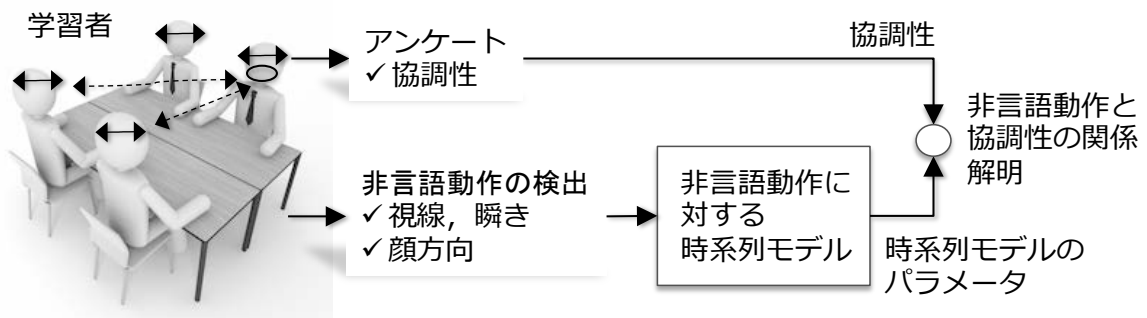 学習者
アンケート
✓協調性
協調性
非言語動作と
協調性の関係
解明
非言語動作の検出
✓視線，瞬き
✓顔方向
非言語動作に
対する
時系列モデル
時系列モデルの
パラメータ